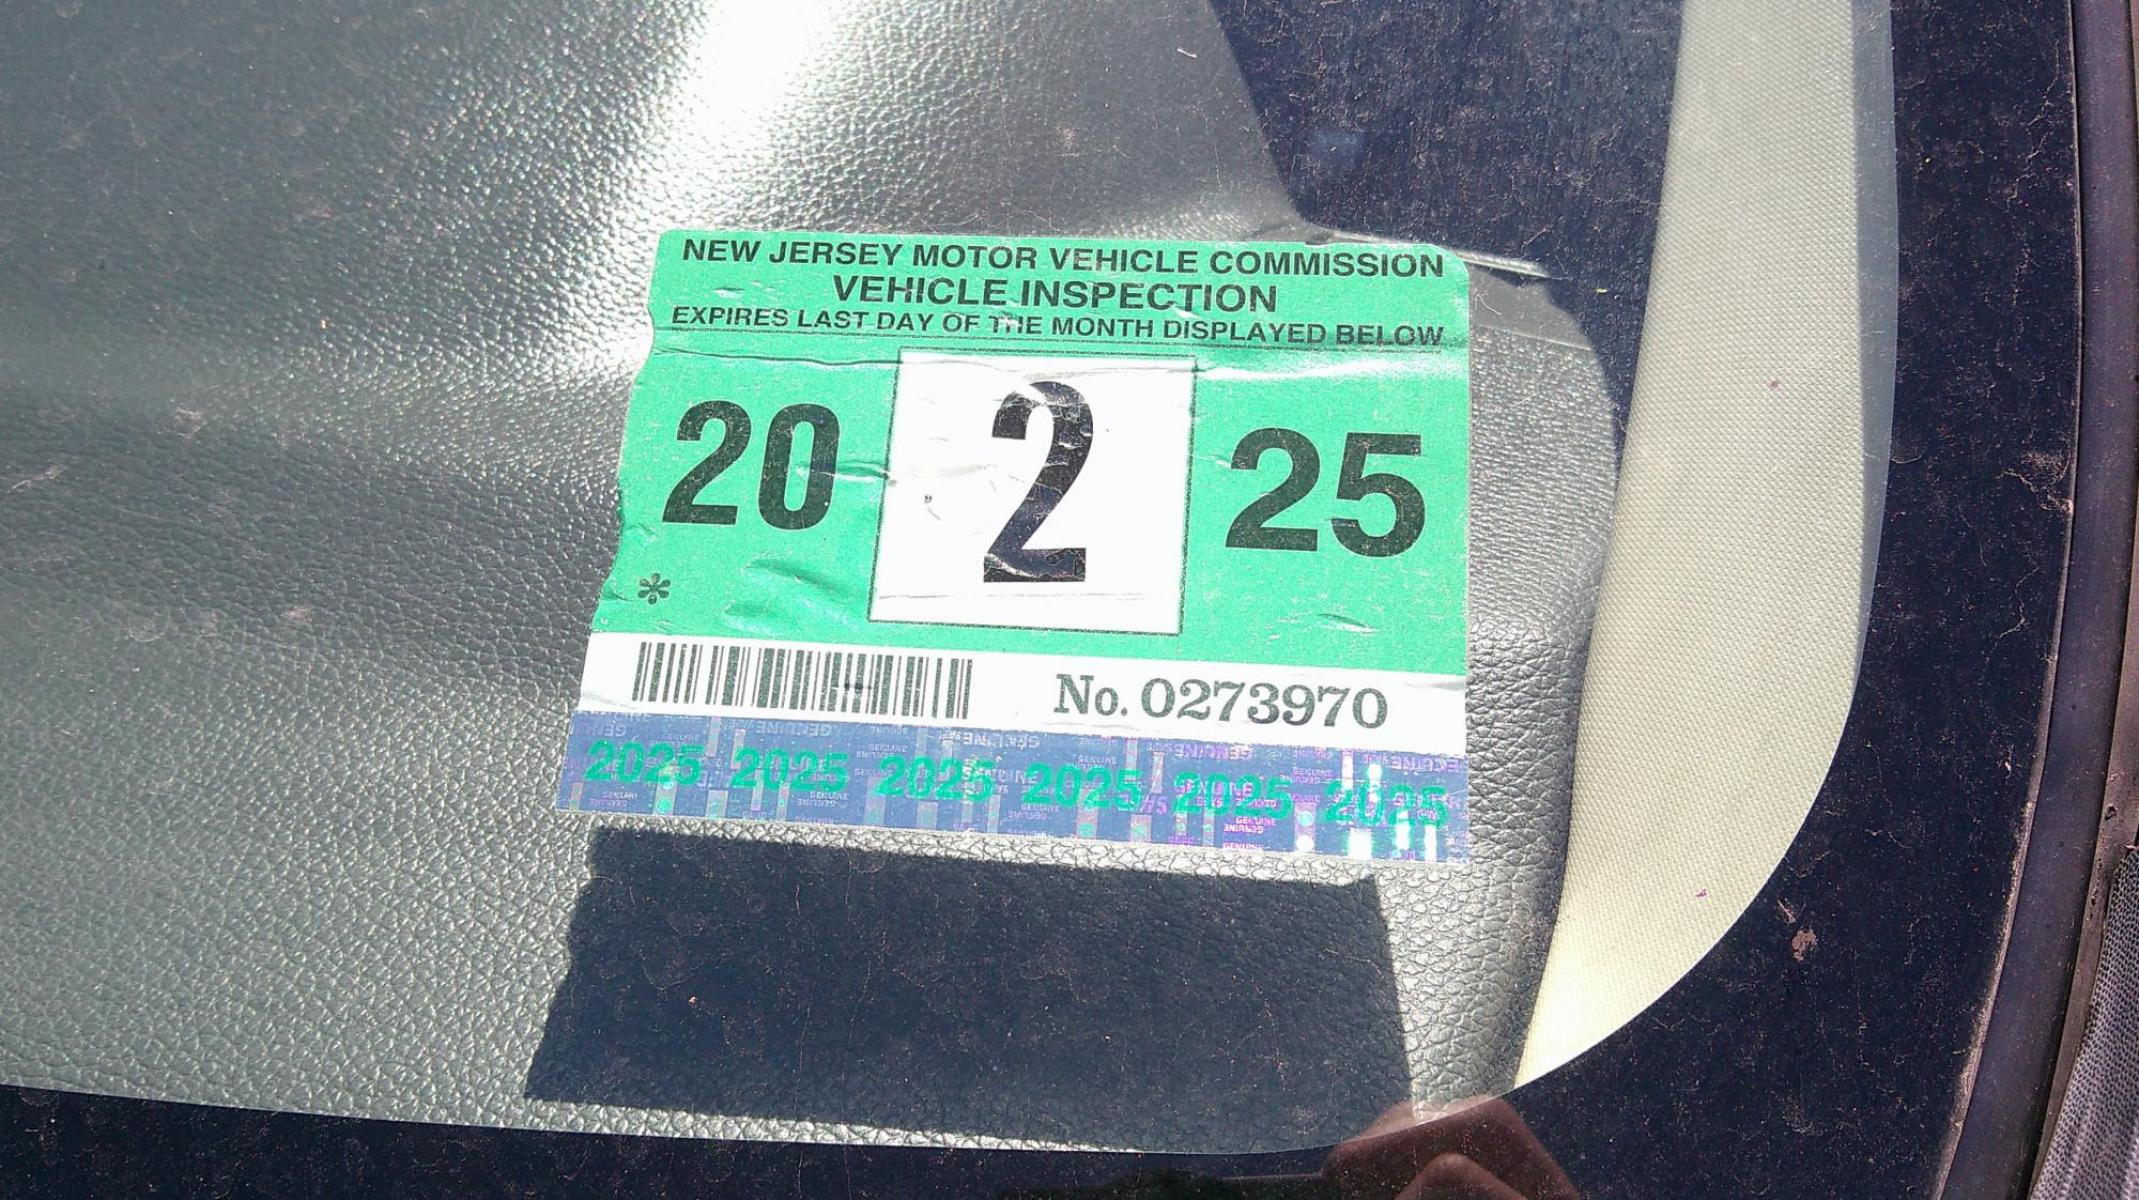 NEW JERSEY MOTOR VEHICLE COMMISSION
VEHICLE INSPECTION
EXPIRES LAST DAY OF THE MONTH DISPLAYED BELOW
20 2 25
*
No. 0273970
2025 2025 2025 2025 2025 2025
GENUINE